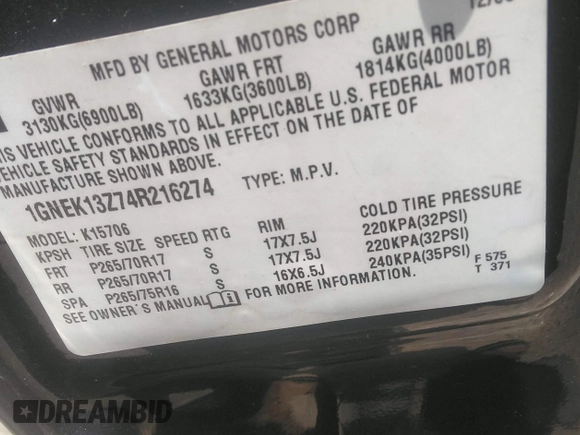 MFD BY GENERAL MOTORS CORP
GVWR GAWR FRT GAWR RR
3130KG(6900LB) 1633KG(3600LB) 1814KG(4000LB)
THIS VEHICLE CONFORMS TO ALL APPLICABLE U.S. FEDERAL MOTOR
VEHICLE SAFETY STANDARDS IN EFFECT ON THE DATE OF
MANUFACTURE SHOWN ABOVE.
1GNEK13Z74R216274 TYPE: M.P.V.
MODEL: K15706
KPSH TIRE SIZE SPEED RTG RIM COLD TIRE PRESSURE
FRT P265/70R17 S 17X7.5J 220KPA(32PSI)
RR P265/70R17 S 17X7.5J 220KPA(32PSI)
SPA P265/75R16 S 16X6.5J 240KPA(35PSI)
SEE OWNER'S MANUAL FOR MORE INFORMATION.
F 575
T 371
DREAMBID